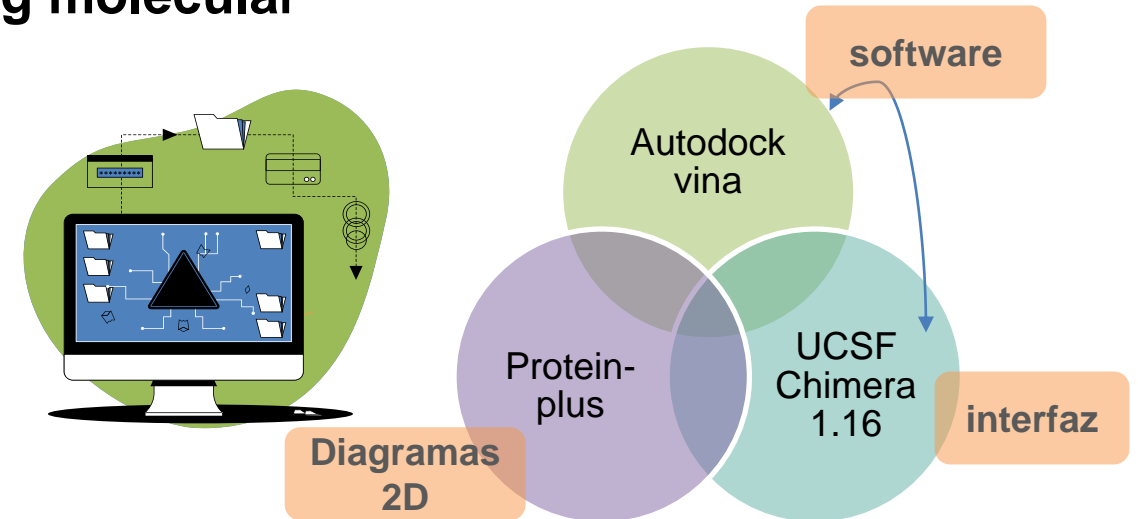 g molecular
software
Autodock
vina
Protein-
plus
UCSF
Chimera
1.16
interfaz
Diagramas
2D